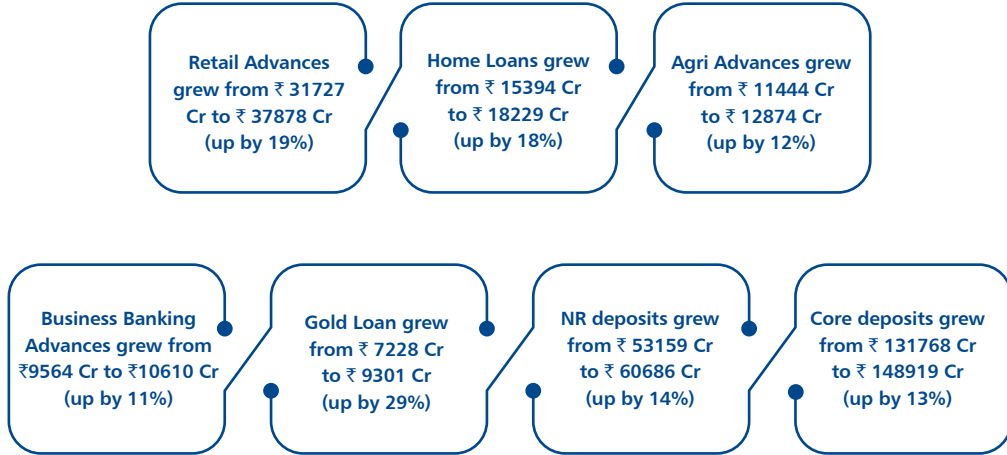 Retail Advances
grew from ₹ 31727
Cr to ₹ 37878 Cr
(up by 19%)
Home Loans grew
from ₹ 15394 Cr
to ₹ 18229 Cr
(up by 18%)
Agri Advances grew
from ₹ 11444 Cr
to ₹ 12874 Cr
(up by 12%)
Business Banking
Advances grew from
₹9564 Cr to ₹10610 Cr
(up by 11%)
Gold Loan grew
from ₹ 7228 Cr
to ₹ 9301 Cr
(up by 29%)
NR deposits grew
from ₹ 53159 Cr
to ₹ 60686 Cr
(up by 14%)
Core deposits grew
from ₹ 131768 Cr
to ₹ 148919 Cr
(up by 13%)